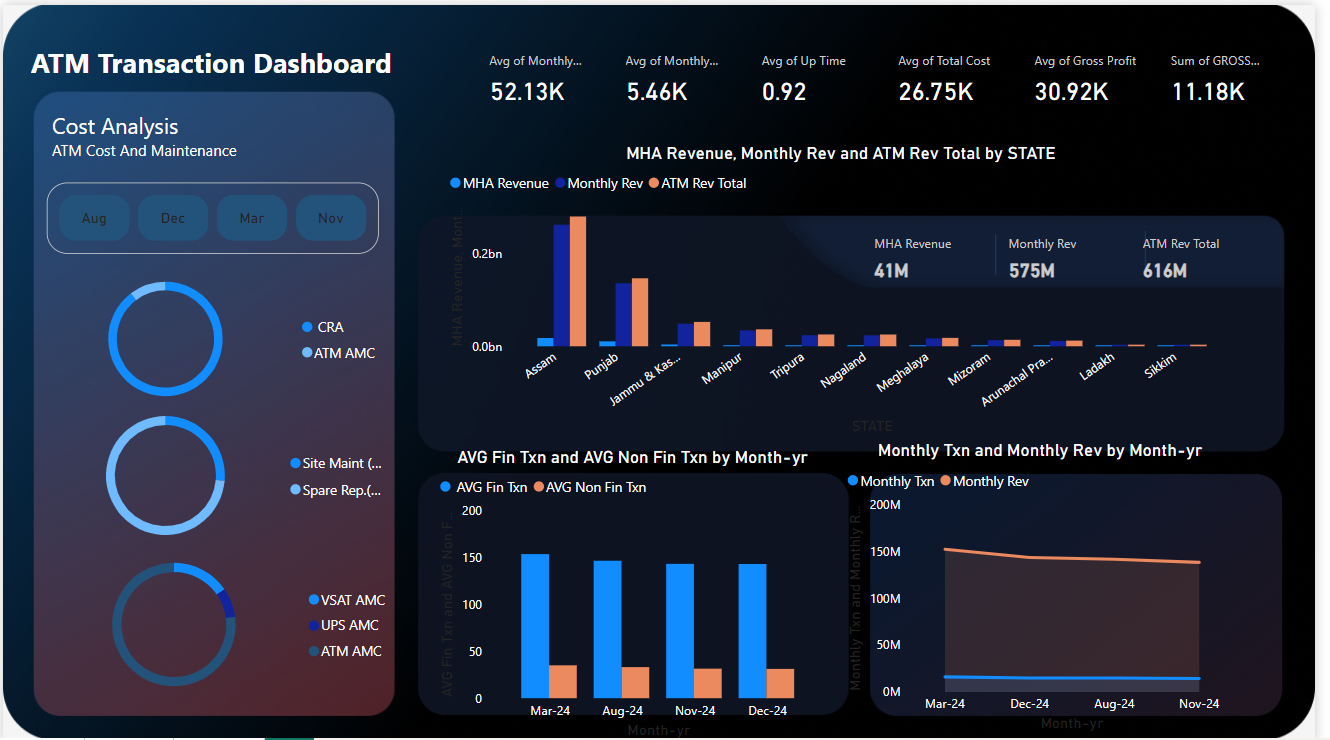 ATM Transaction Dashboard
Avg of Monthly...
52.13K
Avg of Monthly...
5.46K
Avg of Up Time
0.92
Avg of Total Cost
26.75K
Avg of Gross Profit
30.92K
Sum of GROSS...
11.18K
Cost Analysis
ATM Cost And Maintenance
Aug
Dec
Mar
Nov
CRA
ATM AMC
Site Maint (...
Spare Rep.(...
VSAT AMC
UPS AMC
ATM AMC
MHA Revenue, Monthly Rev and ATM Rev Total by STATE
MHA Revenue
Monthly Rev
ATM Rev Total
MHA Revenue, Mont...
0.2bn
0.0bn
MHA Revenue
41M
Monthly Rev
575M
ATM Rev Total
616M
Assam
Punjab
Jammu & Kas...
Manipur
Tripura
Nagaland
Meghalaya
Mizoram
Arunachal Pra...
Ladakh
Sikkim
STATE
AVG Fin Txn and AVG Non Fin Txn by Month-yr
AVG Fin Txn
AVG Non Fin Txn
AVG Fin Txn and AVG Non F...
200
150
100
50
0
Mar-24
Aug-24
Nov-24
Dec-24
Month-yr
Monthly Txn and Monthly Rev by Month-yr
Monthly Txn
Monthly Rev
Monthly Txn and Monthly R...
200M
150M
100M
50M
0M
Mar-24
Dec-24
Aug-24
Nov-24
Month-yr